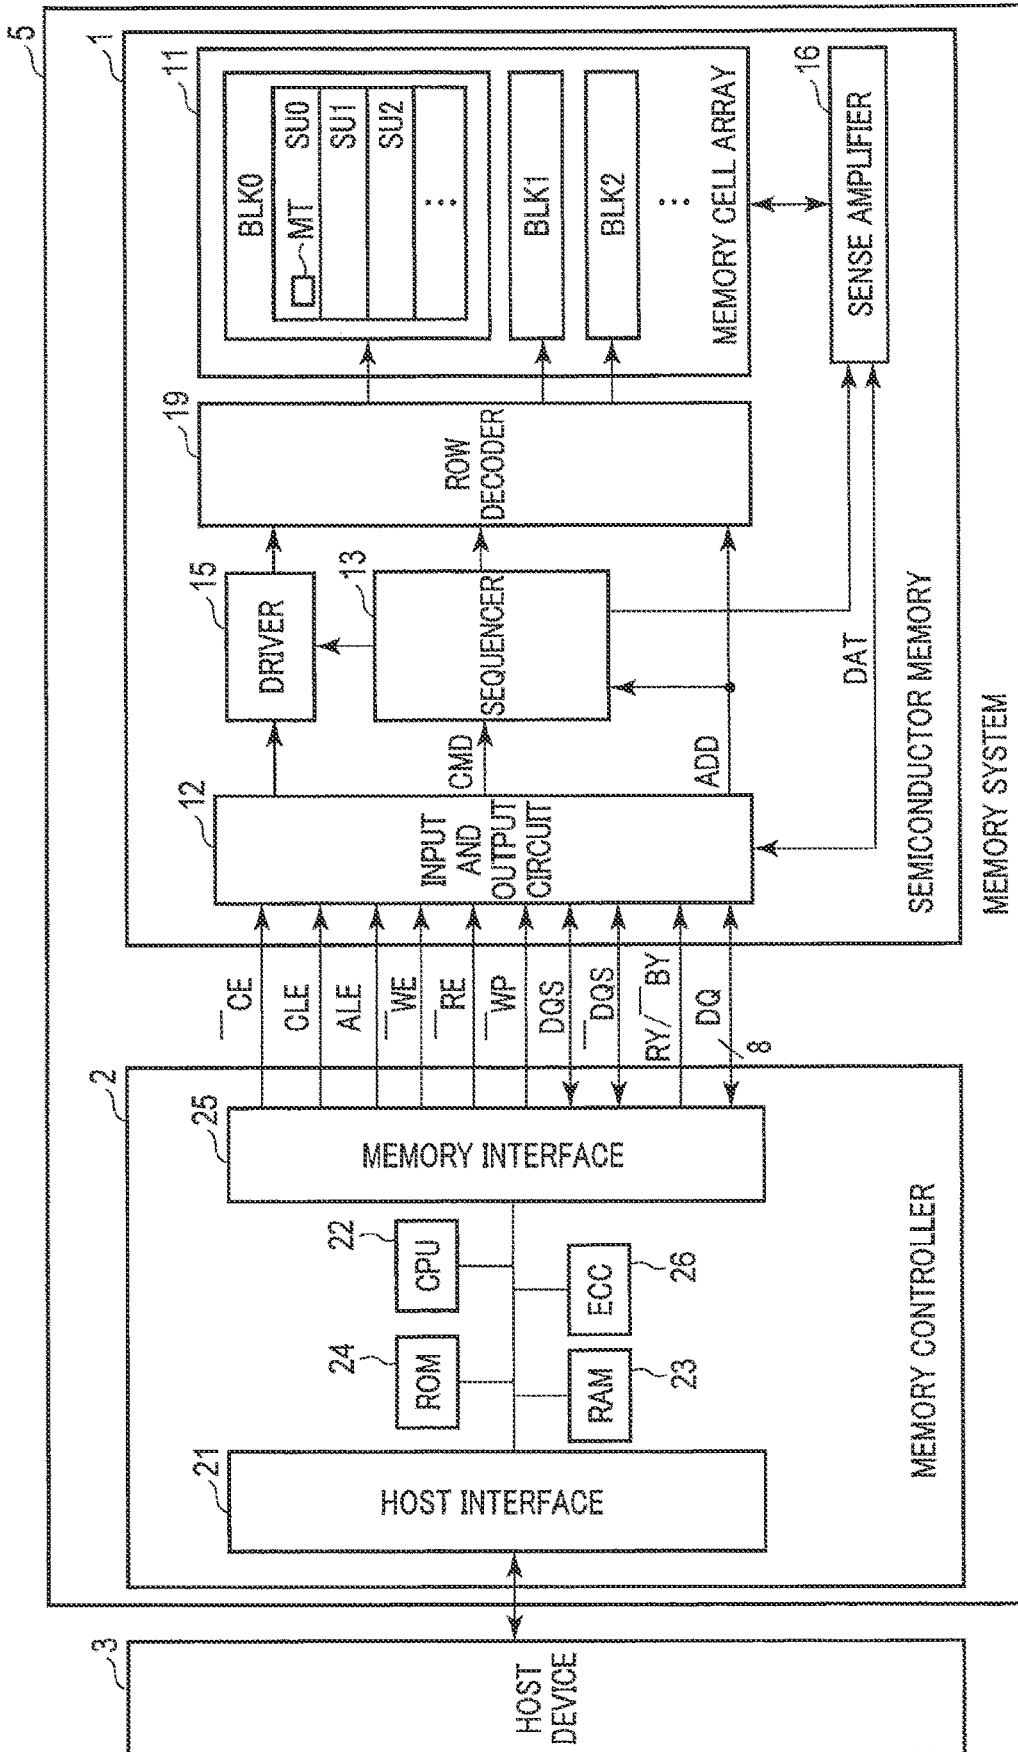 5
MEMORY SYSTEM
3
HOST
DEVICE
2
MEMORY CONTROLLER
21
HOST INTERFACE
24
ROM
22
CPU
RAM
23
ECC
26
25
MEMORY INTERFACE
CE
CLE
ALE
WE
RE
WP
DQS
DQS
RY/BY
DQ
8
1
SEMICONDUCTOR MEMORY
12
INPUT
AND
OUTPUT
CIRCUIT
CMD
ADD
DAT
15
DRIVER
13
SEQUENCER
19
ROW
DECODER
11
BLK0
MT
SU0
SU1
SU2
⋮
BLK1
BLK2
⋮
MEMORY CELL ARRAY
16
SENSE AMPLIFIER